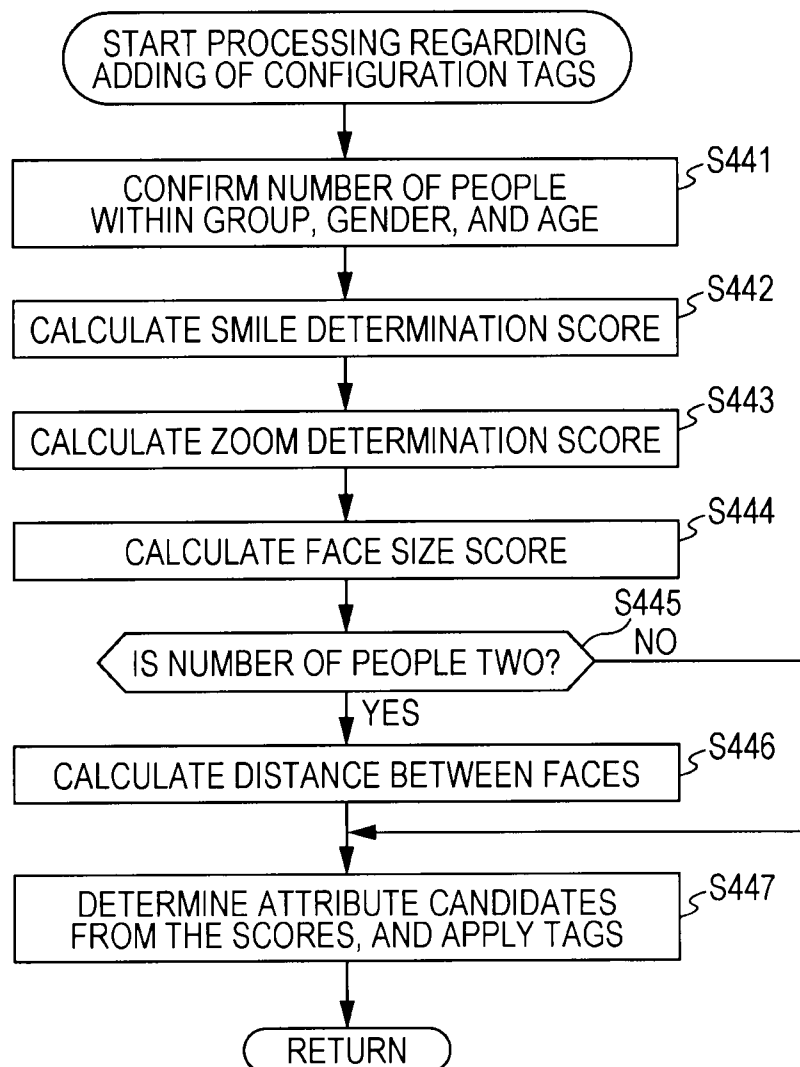 START PROCESSING REGARDING
ADDING OF CONFIGURATION TAGS
S441
CONFIRM NUMBER OF PEOPLE
WITHIN GROUP, GENDER, AND AGE
S442
CALCULATE SMILE DETERMINATION SCORE
S443
CALCULATE ZOOM DETERMINATION SCORE
S444
CALCULATE FACE SIZE SCORE
S445
IS NUMBER OF PEOPLE TWO?
NO
YES
S446
CALCULATE DISTANCE BETWEEN FACES
S447
DETERMINE ATTRIBUTE CANDIDATES
FROM THE SCORES, AND APPLY TAGS
RETURN